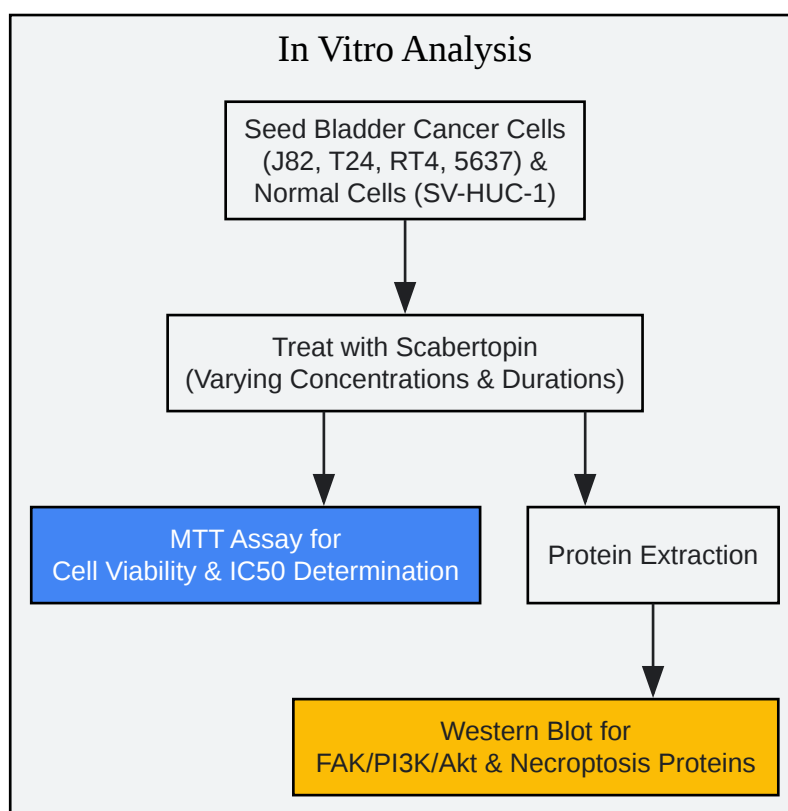 In Vitro Analysis
Seed Bladder Cancer Cells
(J82, T24, RT4, 5637) &
Normal Cells (SV-HUC-1)
Treat with Scabertopin
(Varying Concentrations & Durations)
MTT Assay for
Cell Viability & IC50 Determination
Protein Extraction
Western Blot for
FAK/PI3K/Akt & Necroptosis Proteins